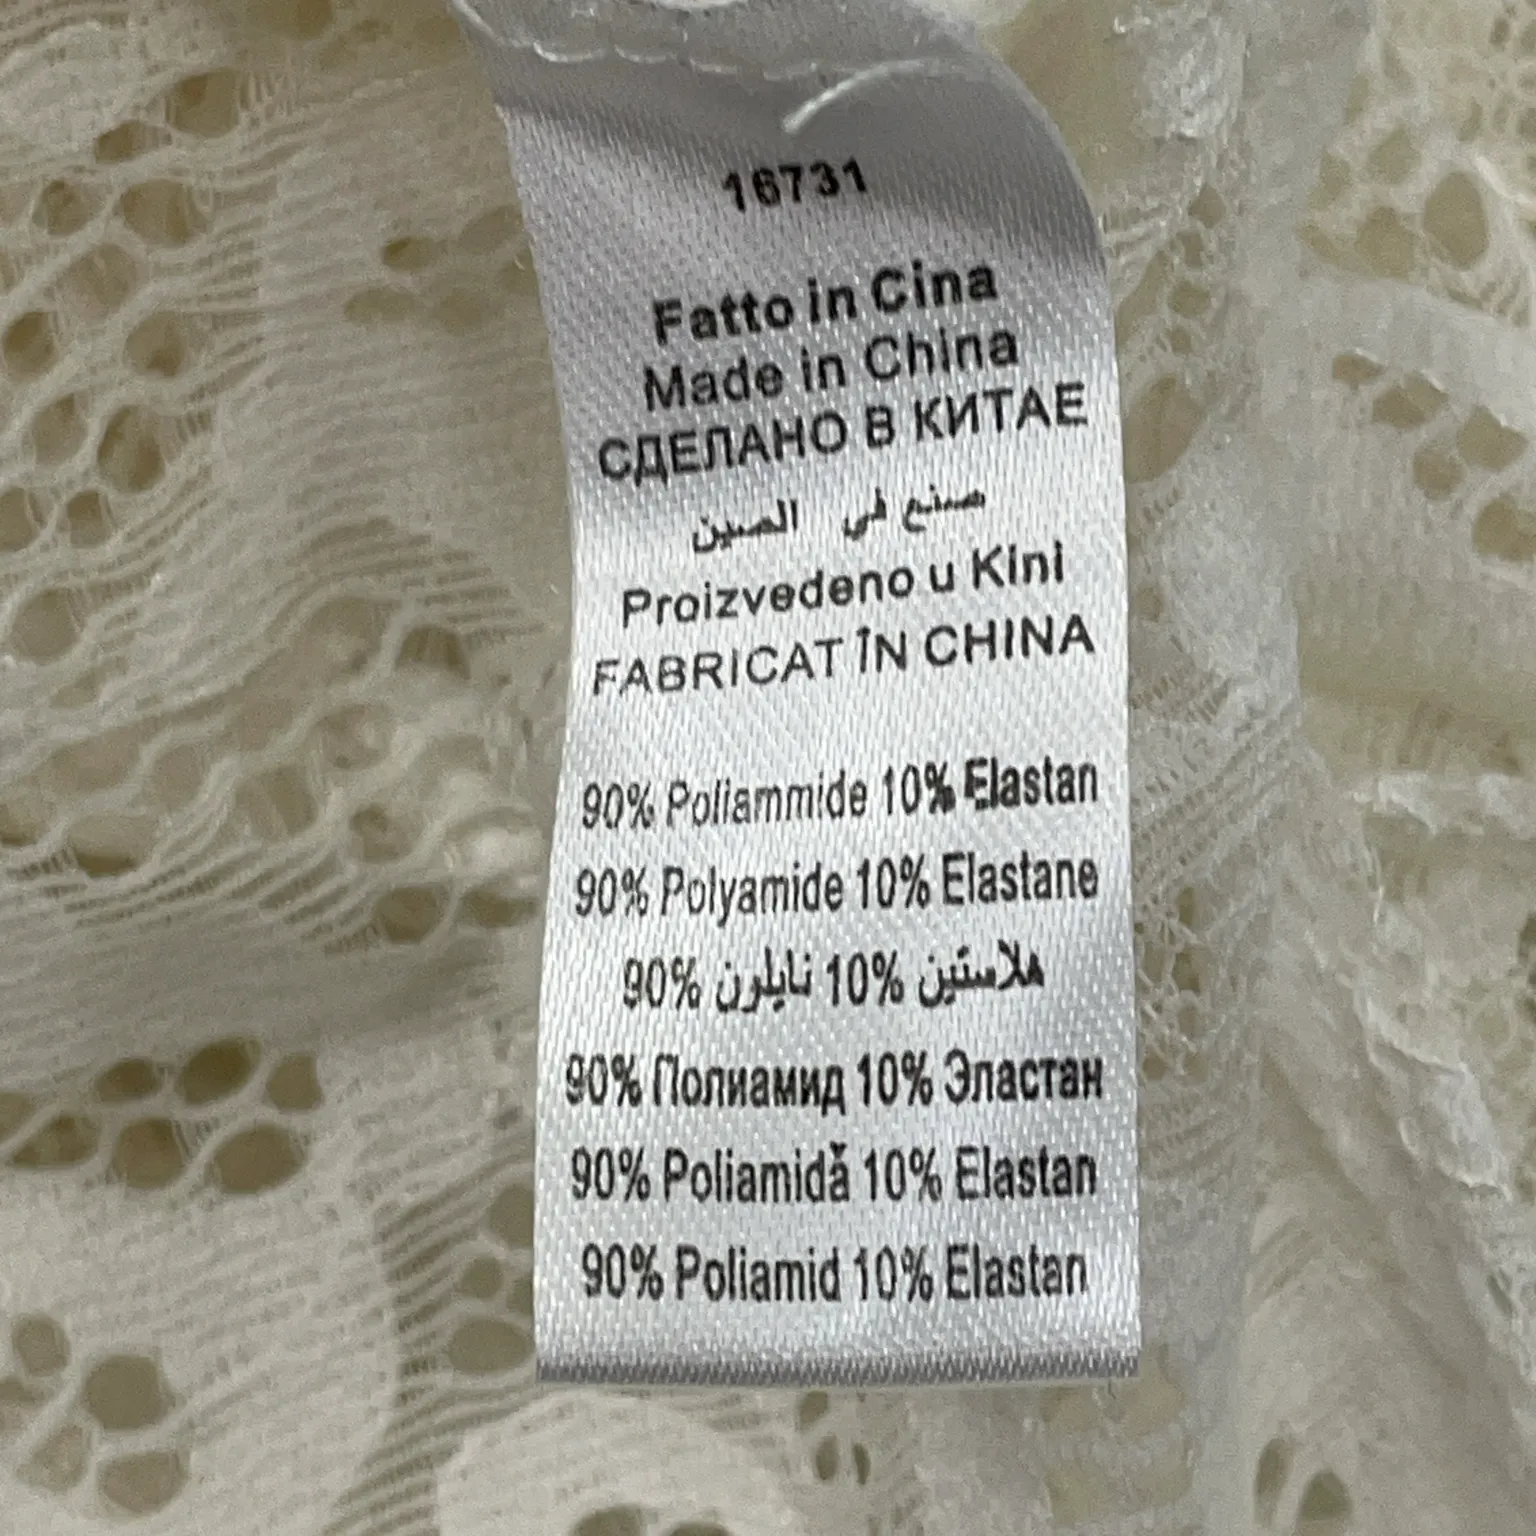 16731
Fatto in Cina
Made in China
СДЕЛАНО В КИТАЕ
صنع في الصين
Proizvedeno u Kini
FABRICAT ÎN CHINA
90% Poliammide 10% Elastan
90% Polyamide 10% Elastane
90% نايلون 10% هلاستين
90% Полиамид 10% Эластан
90% Poliamidă 10% Elastan
90% Poliamid 10% Elastan